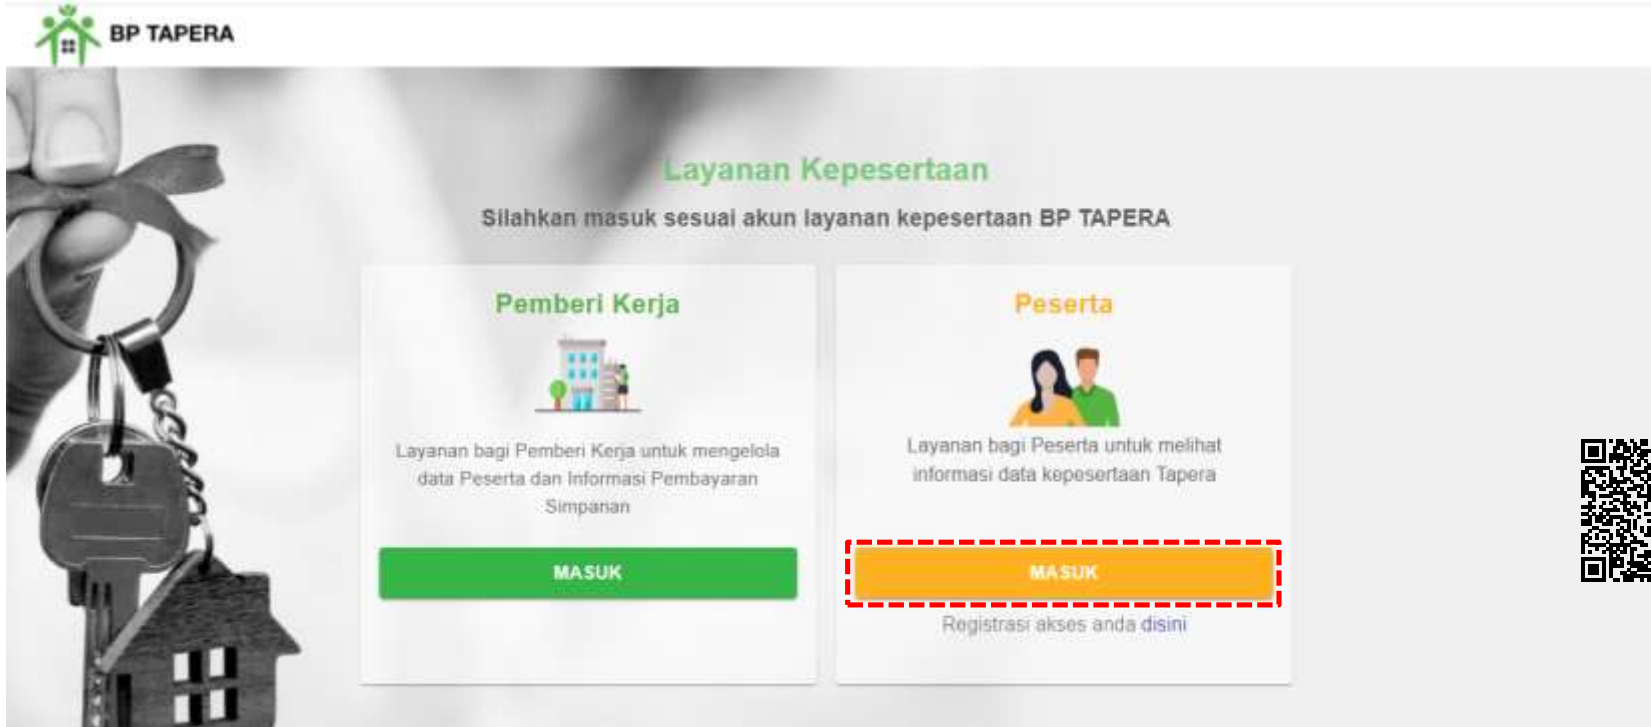 BP TAPERA
Layanan Kepesertaan
Silahkan masuk sesuai akun layanan kepesertaan BP TAPERA
Pemberi Kerja
Layanan bagi Pemberi Kerja untuk mengelola
data Peserta dan Informasi Pembayaran
Simpanan
MASUK
Peserta
Layanan bagi Peserta untuk melihat
informasi data kepesertaan Tapera
MASUK
Registrasi akses anda disini